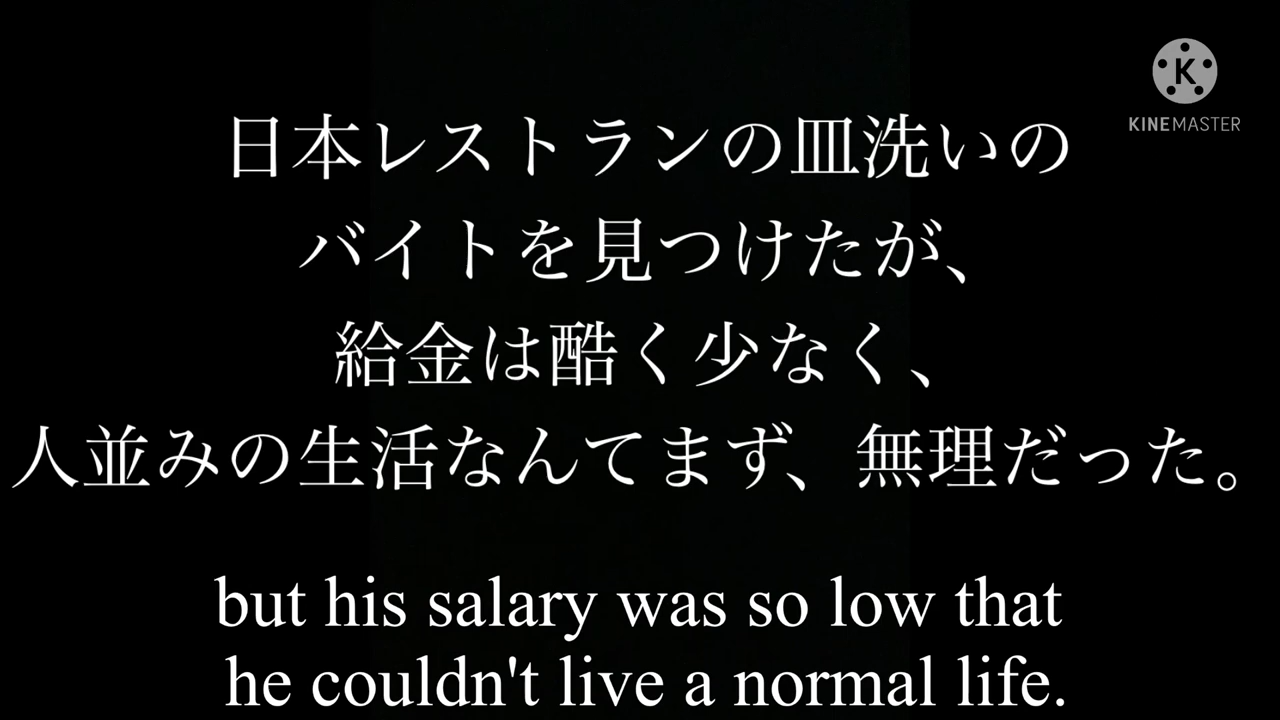 KINEMASTER
日本レストランの皿洗いの
バイトを見つけたが、
給金は酷く少なく、
人並みの生活なんてまず、無理だった。
but his salary was so low that
he couldn't live a normal life.